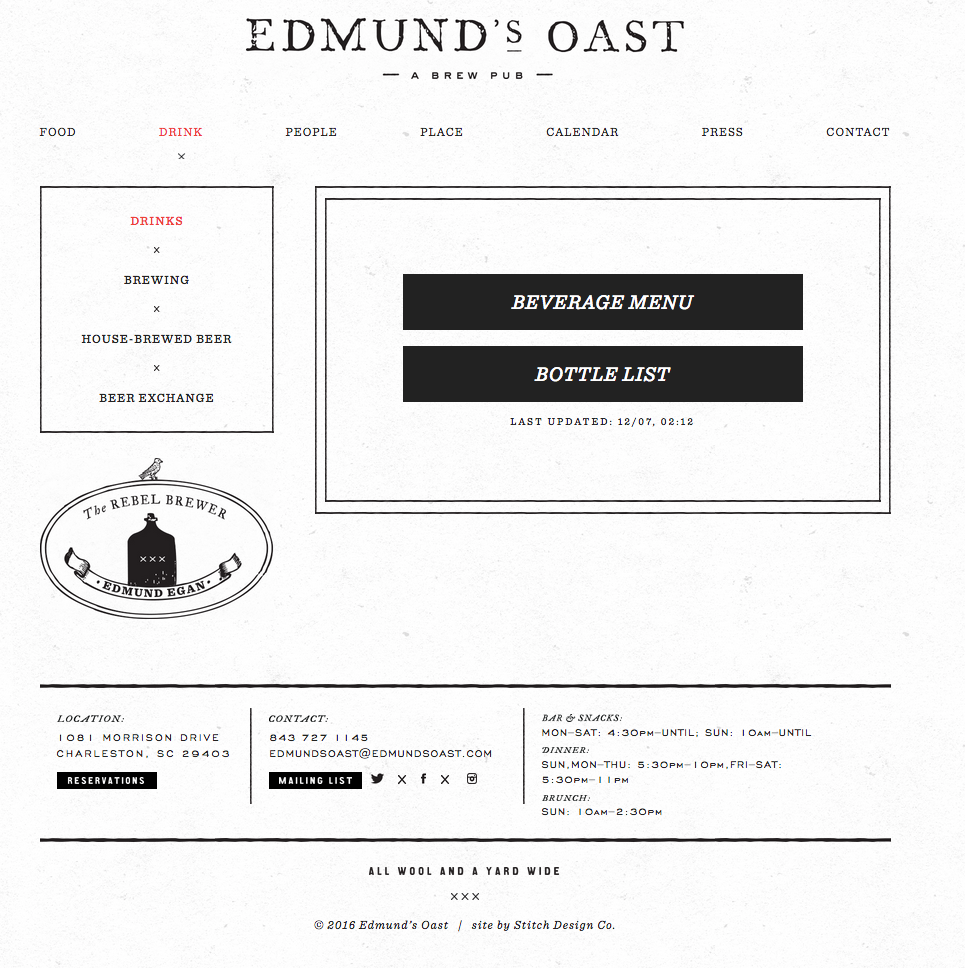 EDMUND'S OAST
— A BREW PUB —
FOOD DRINK PEOPLE PLACE CALENDAR PRESS CONTACT
x
DRINKS
x
BREWING
x
HOUSE-BREWED BEER
x
BEER EXCHANGE
BEVERAGE MENU
BOTTLE LIST
LAST UPDATED: 12/07, 02:12
The REBEL BREWER
XXX
· EDMUND EGAN ·
LOCATION:
1081 MORRISON DRIVE
CHARLESTON, SC 29403
RESERVATIONS
CONTACT:
843 727 1145
EDMUNDSOAST@EDMUNDSOAST.COM
MAILING LIST x f x
BAR & SNACKS:
MON–SAT: 4:30PM–UNTIL; SUN: 10AM–UNTIL
DINNER:
SUN,MON–THU: 5:30PM–10PM,FRI–SAT:
5:30PM–11PM
BRUNCH:
SUN: 10AM–2:30PM
ALL WOOL AND A YARD WIDE
XXX
© 2016 Edmund's Oast / site by Stitch Design Co.